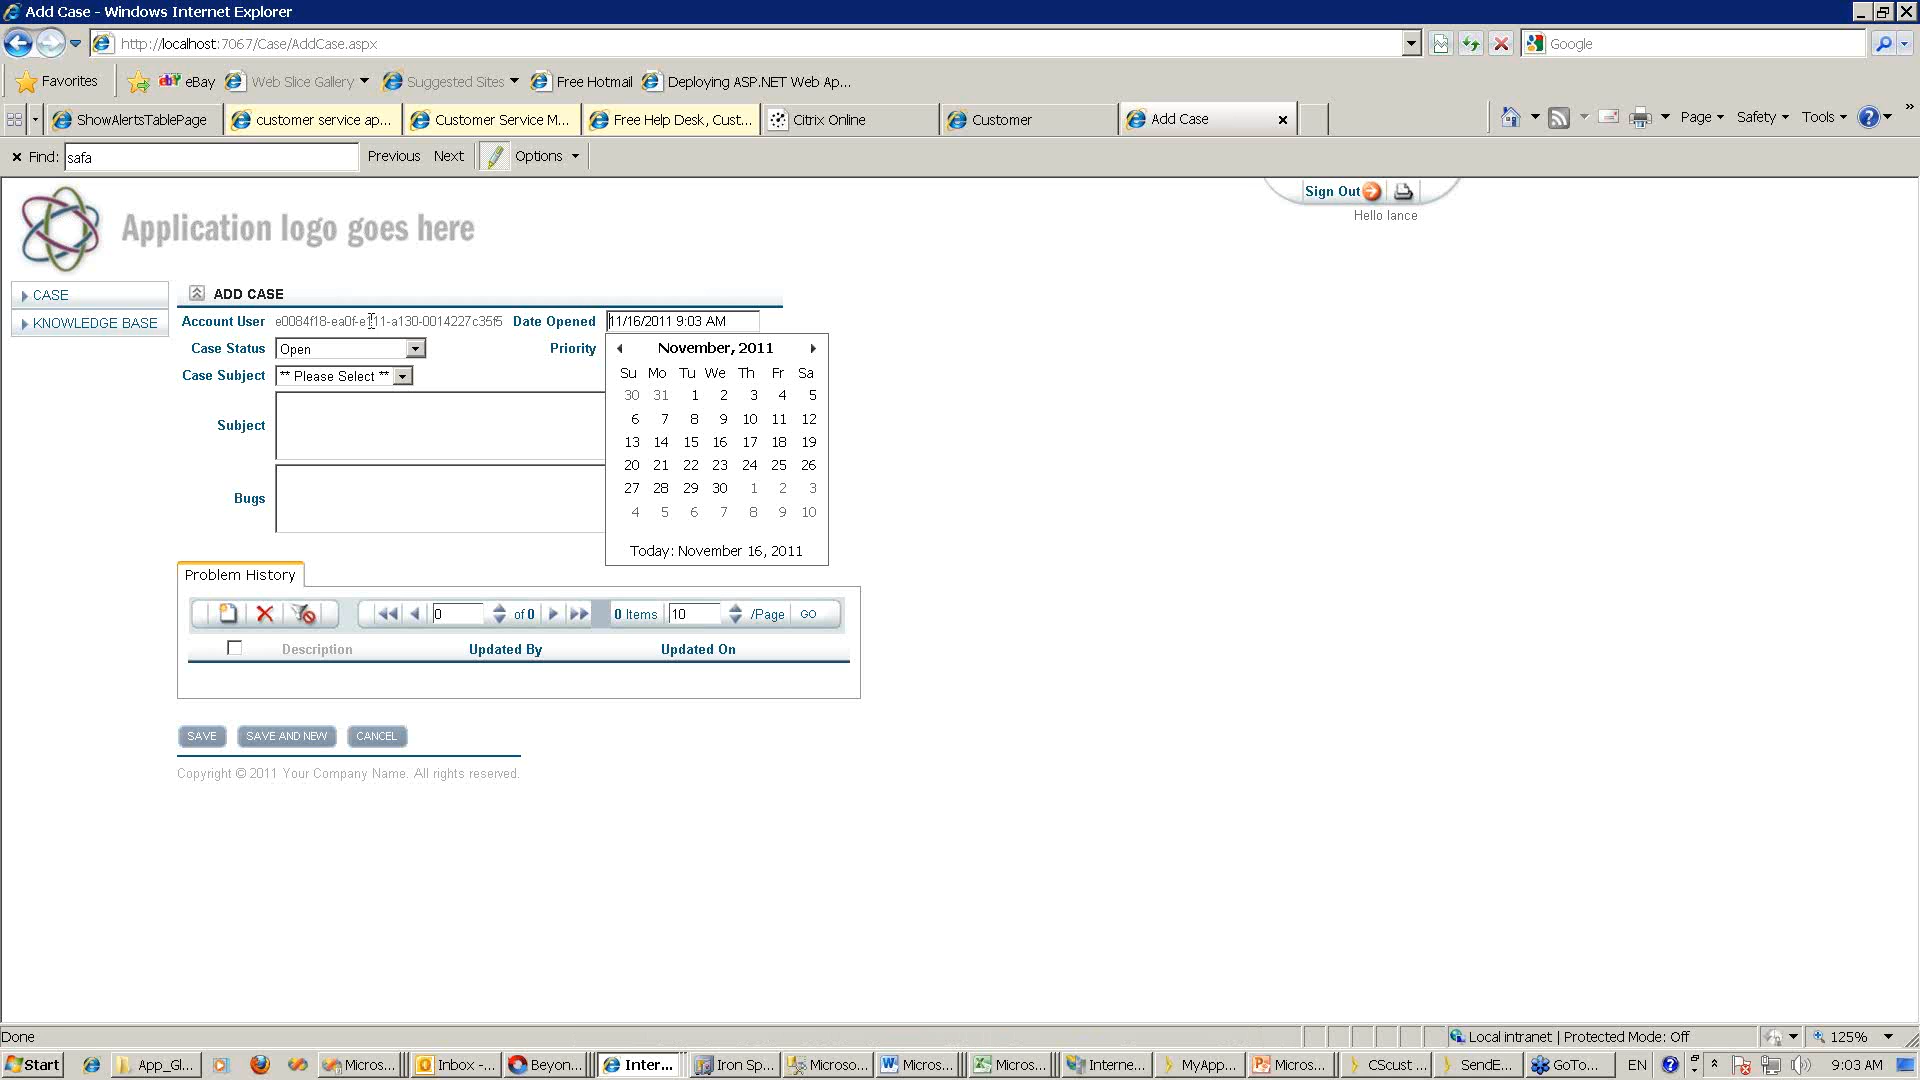 Add Case - Windows Internet Explorer
http://localhost:7067/Case/AddCase.aspx
Google
Favorites eBay Web Slice Gallery Suggested Sites Free Hotmail Deploying ASP.NET Web Ap...
ShowAlertsTablePage customer service ap... Customer Service M... Free Help Desk, Cust... Citrix Online Customer Add Case
Page Safety Tools
Find: safa Previous Next Options
Sign Out
Hello lance
Application logo goes here
CASE
KNOWLEDGE BASE
ADD CASE
Account User e0084f18-ea0f-e111-a130-0014227c35f5 Date Opened 11/16/2011 9:03 AM
Case Status Open Priority
Case Subject ** Please Select **
Subject
Bugs
November, 2011
Su Mo Tu We Th Fr Sa
30 31 1 2 3 4 5
6 7 8 9 10 11 12
13 14 15 16 17 18 19
20 21 22 23 24 25 26
27 28 29 30 1 2 3
4 5 6 7 8 9 10
Today: November 16, 2011
Problem History
0 of 0 0 Items 10 /Page GO
Description Updated By Updated On
SAVE SAVE AND NEW CANCEL
Copyright © 2011 Your Company Name. All rights reserved.
Done Local intranet | Protected Mode: Off 125%
Start App_Gl... Micros... Inbox -... Beyon... Inter... Iron Sp... Microso... Micros... Micros... Interne... MyApp... Micros... CScust ... SendE... GoTo... EN 9:03 AM